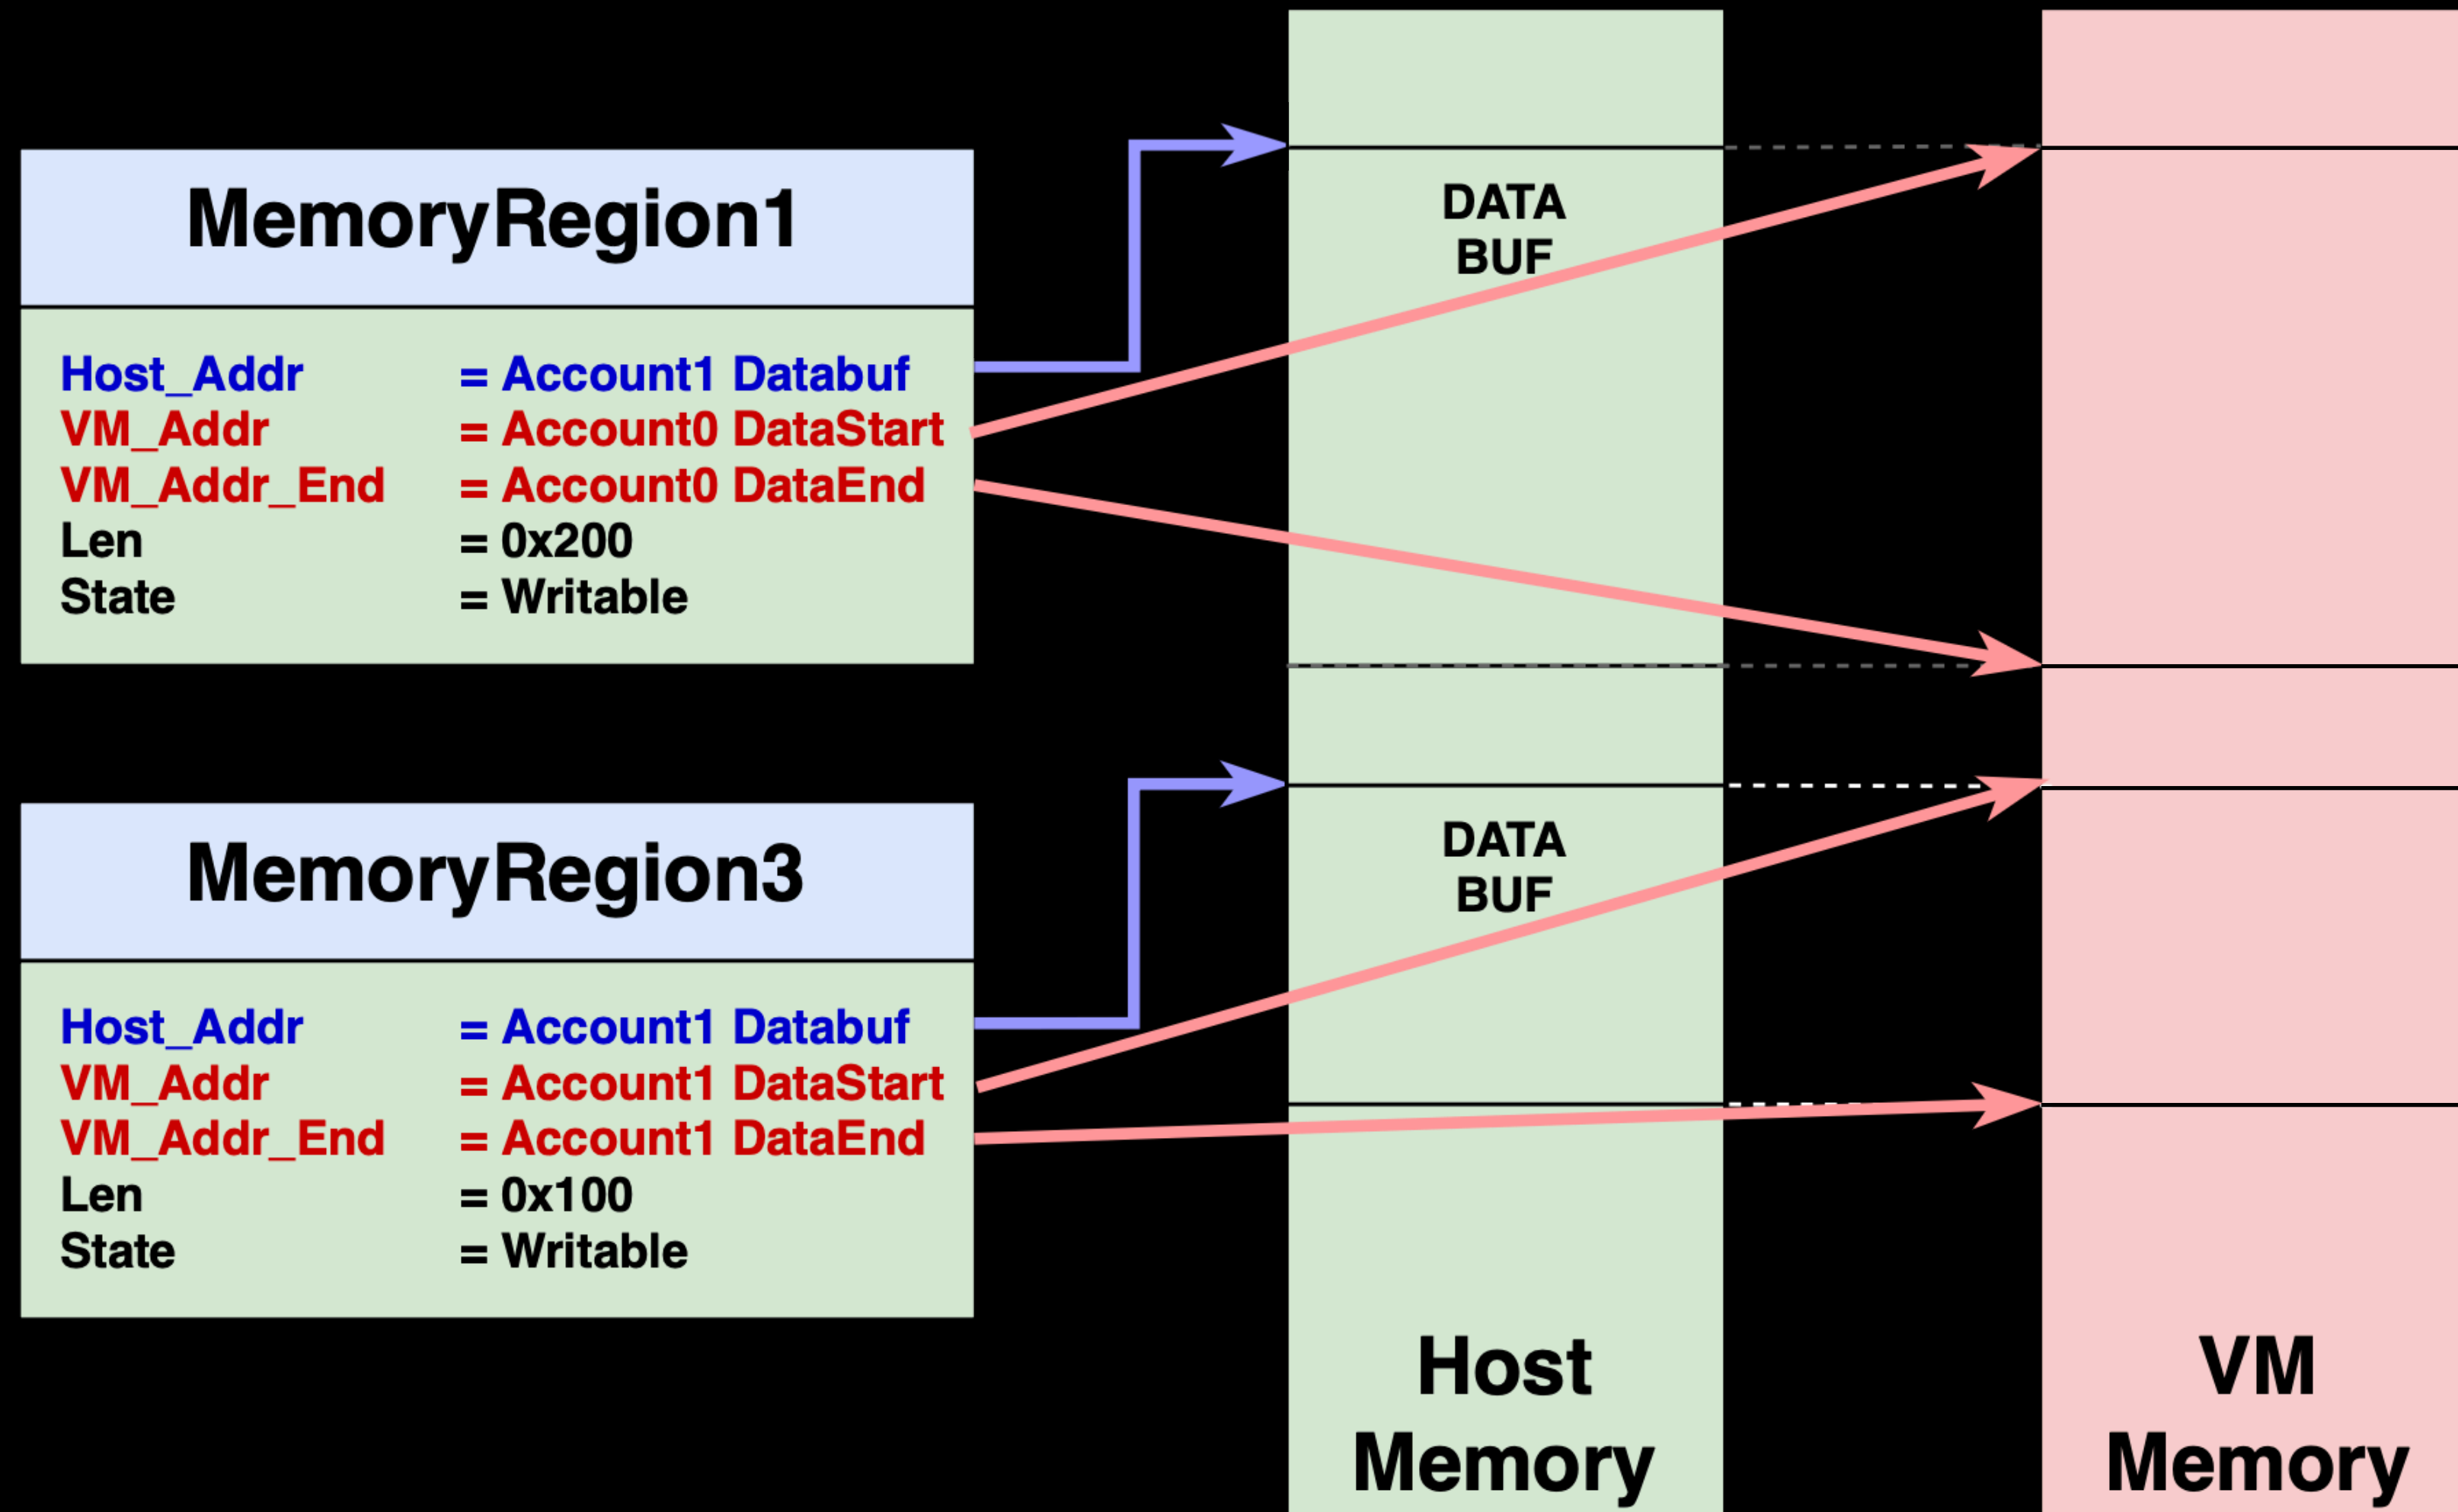 MemoryRegion1
Host_Addr = Account1 Databuf
VM_Addr = Account0 DataStart
VM_Addr_End = Account0 DataEnd
Len = 0x200
State = Writable
DATA
BUF
MemoryRegion3
Host_Addr = Account1 Databuf
VM_Addr = Account1 DataStart
VM_Addr_End = Account1 DataEnd
Len = 0x100
State = Writable
DATA
BUF
Host
Memory
VM
Memory